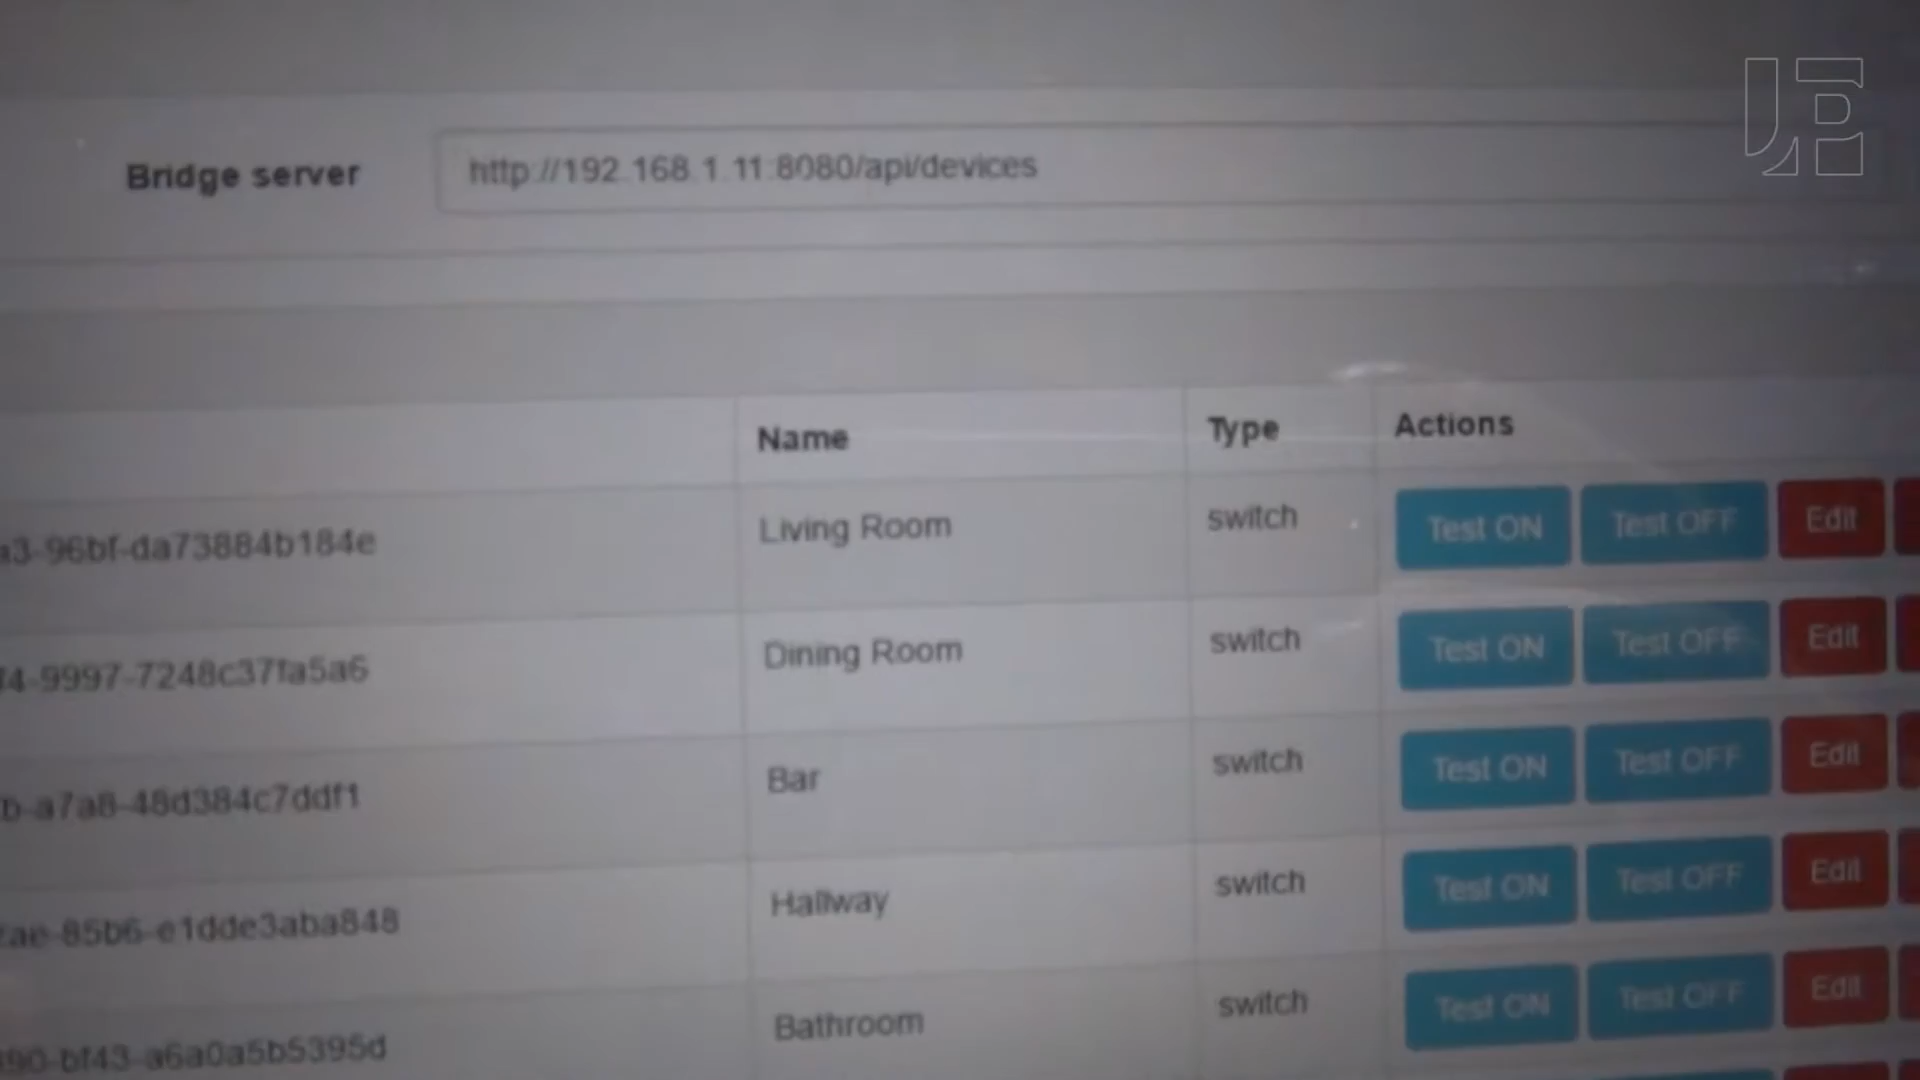 Bridge server http://192.168.1.11:8080/api/devices
Name Type Actions
a3-96bf-da73884b184e Living Room switch Test ON Test OFF Edit
f4-9997-7248c37fa5a6 Dining Room switch Test ON Test OFF Edit
b-a7a8-48d384c7ddf1 Bar switch Test ON Test OFF Edit
ae-85b6-e1dde3aba848 Hallway switch Test ON Test OFF Edit
90-bf43-a6a0a5b5395d Bathroom switch Test ON Test OFF Edit